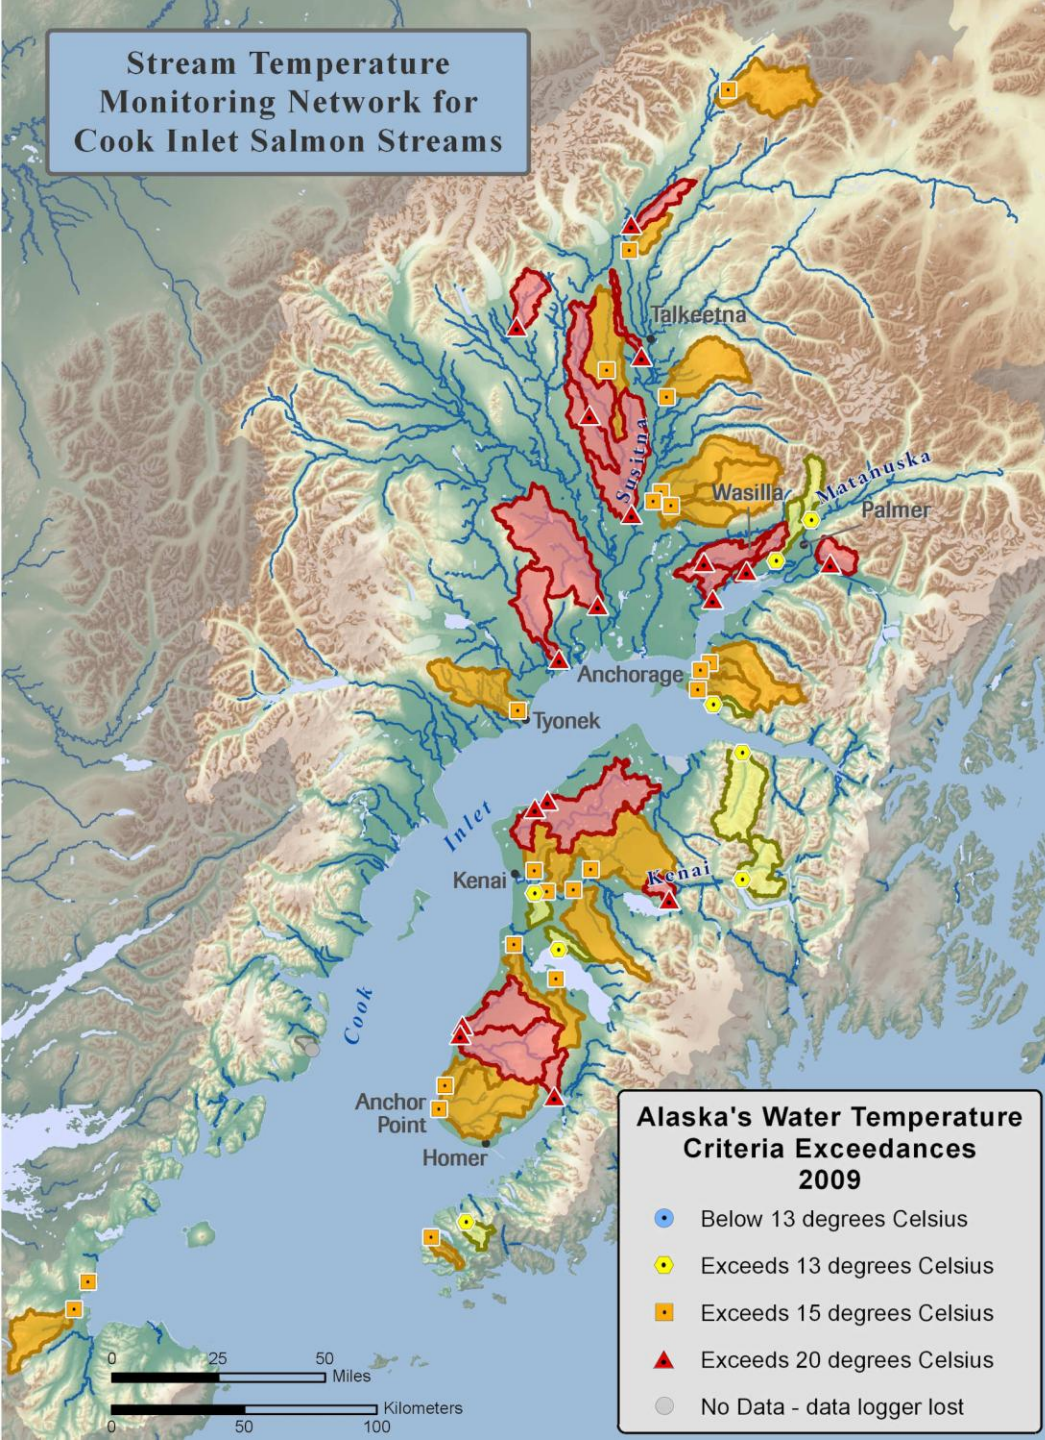 Stream Temperature
Monitoring Network for
Cook Inlet Salmon Streams
Talkeetna
Susitna
Matanuska
Wasilla
Palmer
Anchorage
Tyonek
Inlet
Kenai
Kenai
Cook
Anchor
Point
Homer
Alaska's Water Temperature
Criteria Exceedances
2009
Below 13 degrees Celsius
Exceeds 13 degrees Celsius
Exceeds 15 degrees Celsius
Exceeds 20 degrees Celsius
No Data - data logger lost
0 25 50
Miles
Kilometers
0 50 100